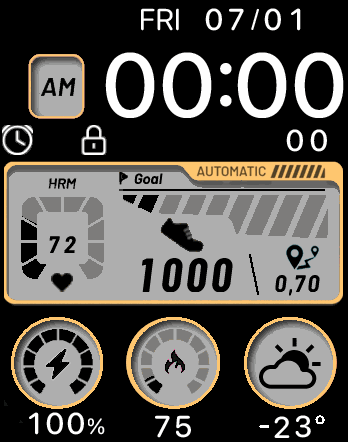 FRI 07/01
AM 00:00
00
AUTOMATIC
HRM Goal
72
1000 0,70
100% 75 -23°